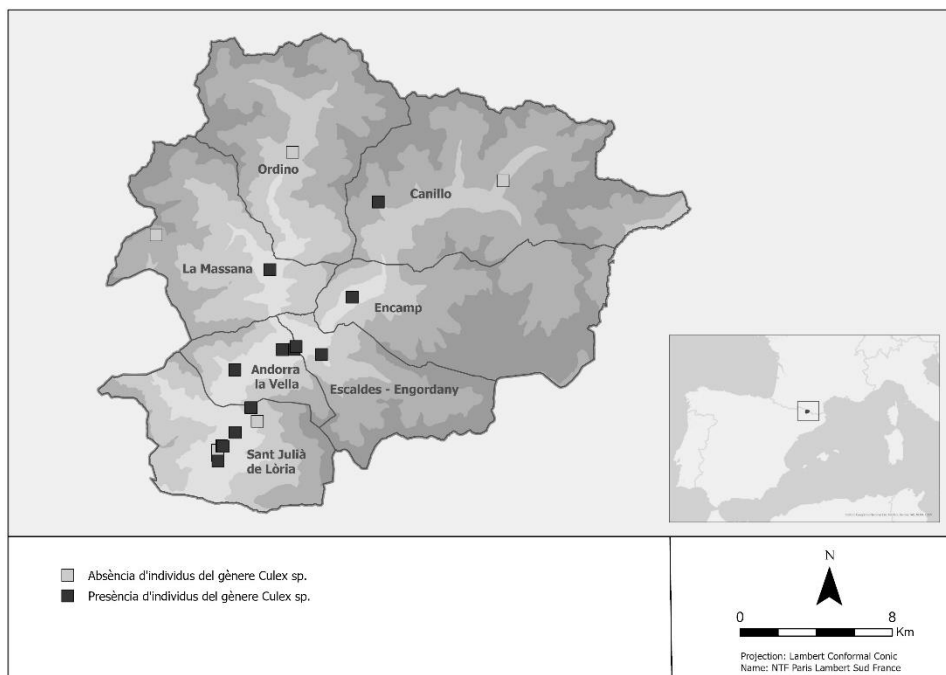 Ordino
Canillo
La Massana
Encamp
Andorra
la Vella
Escaldes - Engordany
Sant Julià
de Lòria
Absència d'individus del gènere Culex sp.
Presència d'individus del gènere Culex sp.
N
0 8
Km
Projection: Lambert Conformal Conic
Name: NTF Paris Lambert Sud France